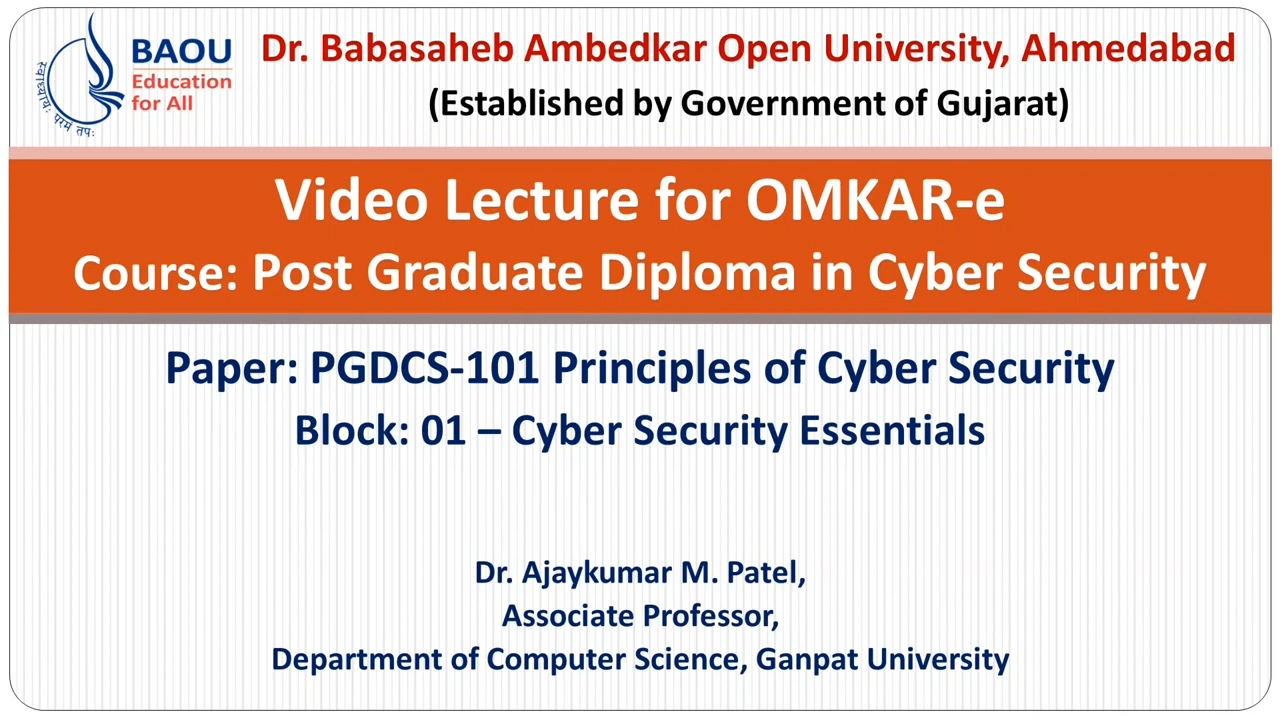 BAOU
Education
for All
स्वाध्यायः परमं तपः
Dr. Babasaheb Ambedkar Open University, Ahmedabad
(Established by Government of Gujarat)
Video Lecture for OMKAR-e
Course: Post Graduate Diploma in Cyber Security
Paper: PGDCS-101 Principles of Cyber Security
Block: 01 – Cyber Security Essentials
Dr. Ajaykumar M. Patel,
Associate Professor,
Department of Computer Science, Ganpat University